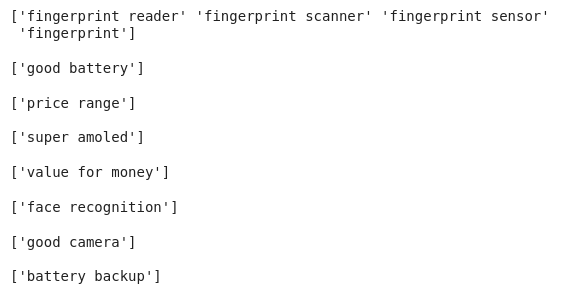 ['fingerprint reader' 'fingerprint scanner' 'fingerprint sensor'
 'fingerprint']
['good battery']
['price range']
['super amoled']
['value for money']
['face recognition']
['good camera']
['battery backup']